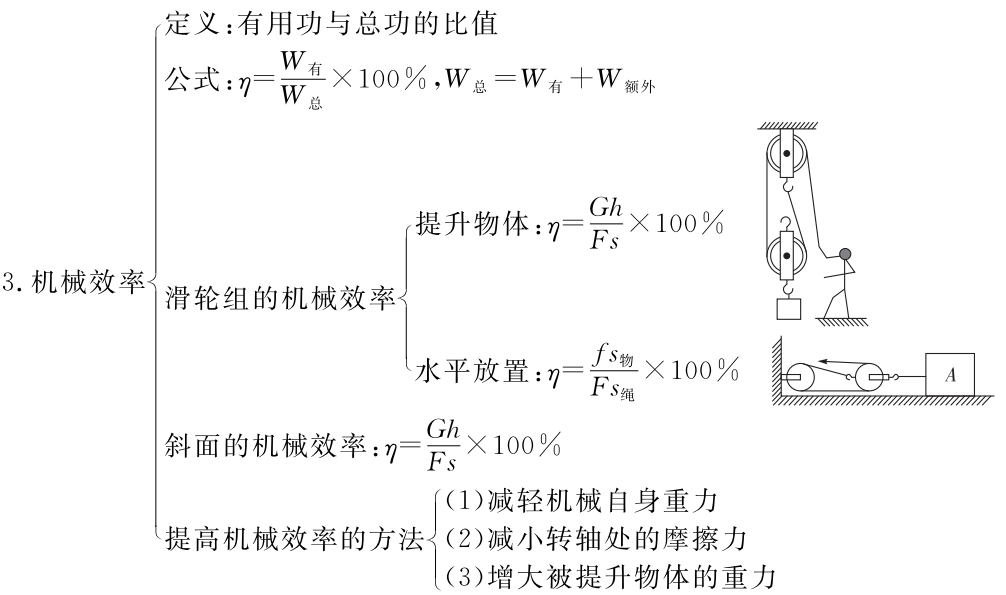 定义:有用功与总功的比值
公式:η=W有/W总×100%,W总=W有+W额外
提升物体:η=Gh/Fs×100%
3.机械效率
滑轮组的机械效率
水平放置:η=fs物/Fs绳×100%
A
斜面的机械效率:η=Gh/Fs×100%
(1)减轻机械自身重力
提高机械效率的方法
(2)减小转轴处的摩擦力
(3)增大被提升物体的重力